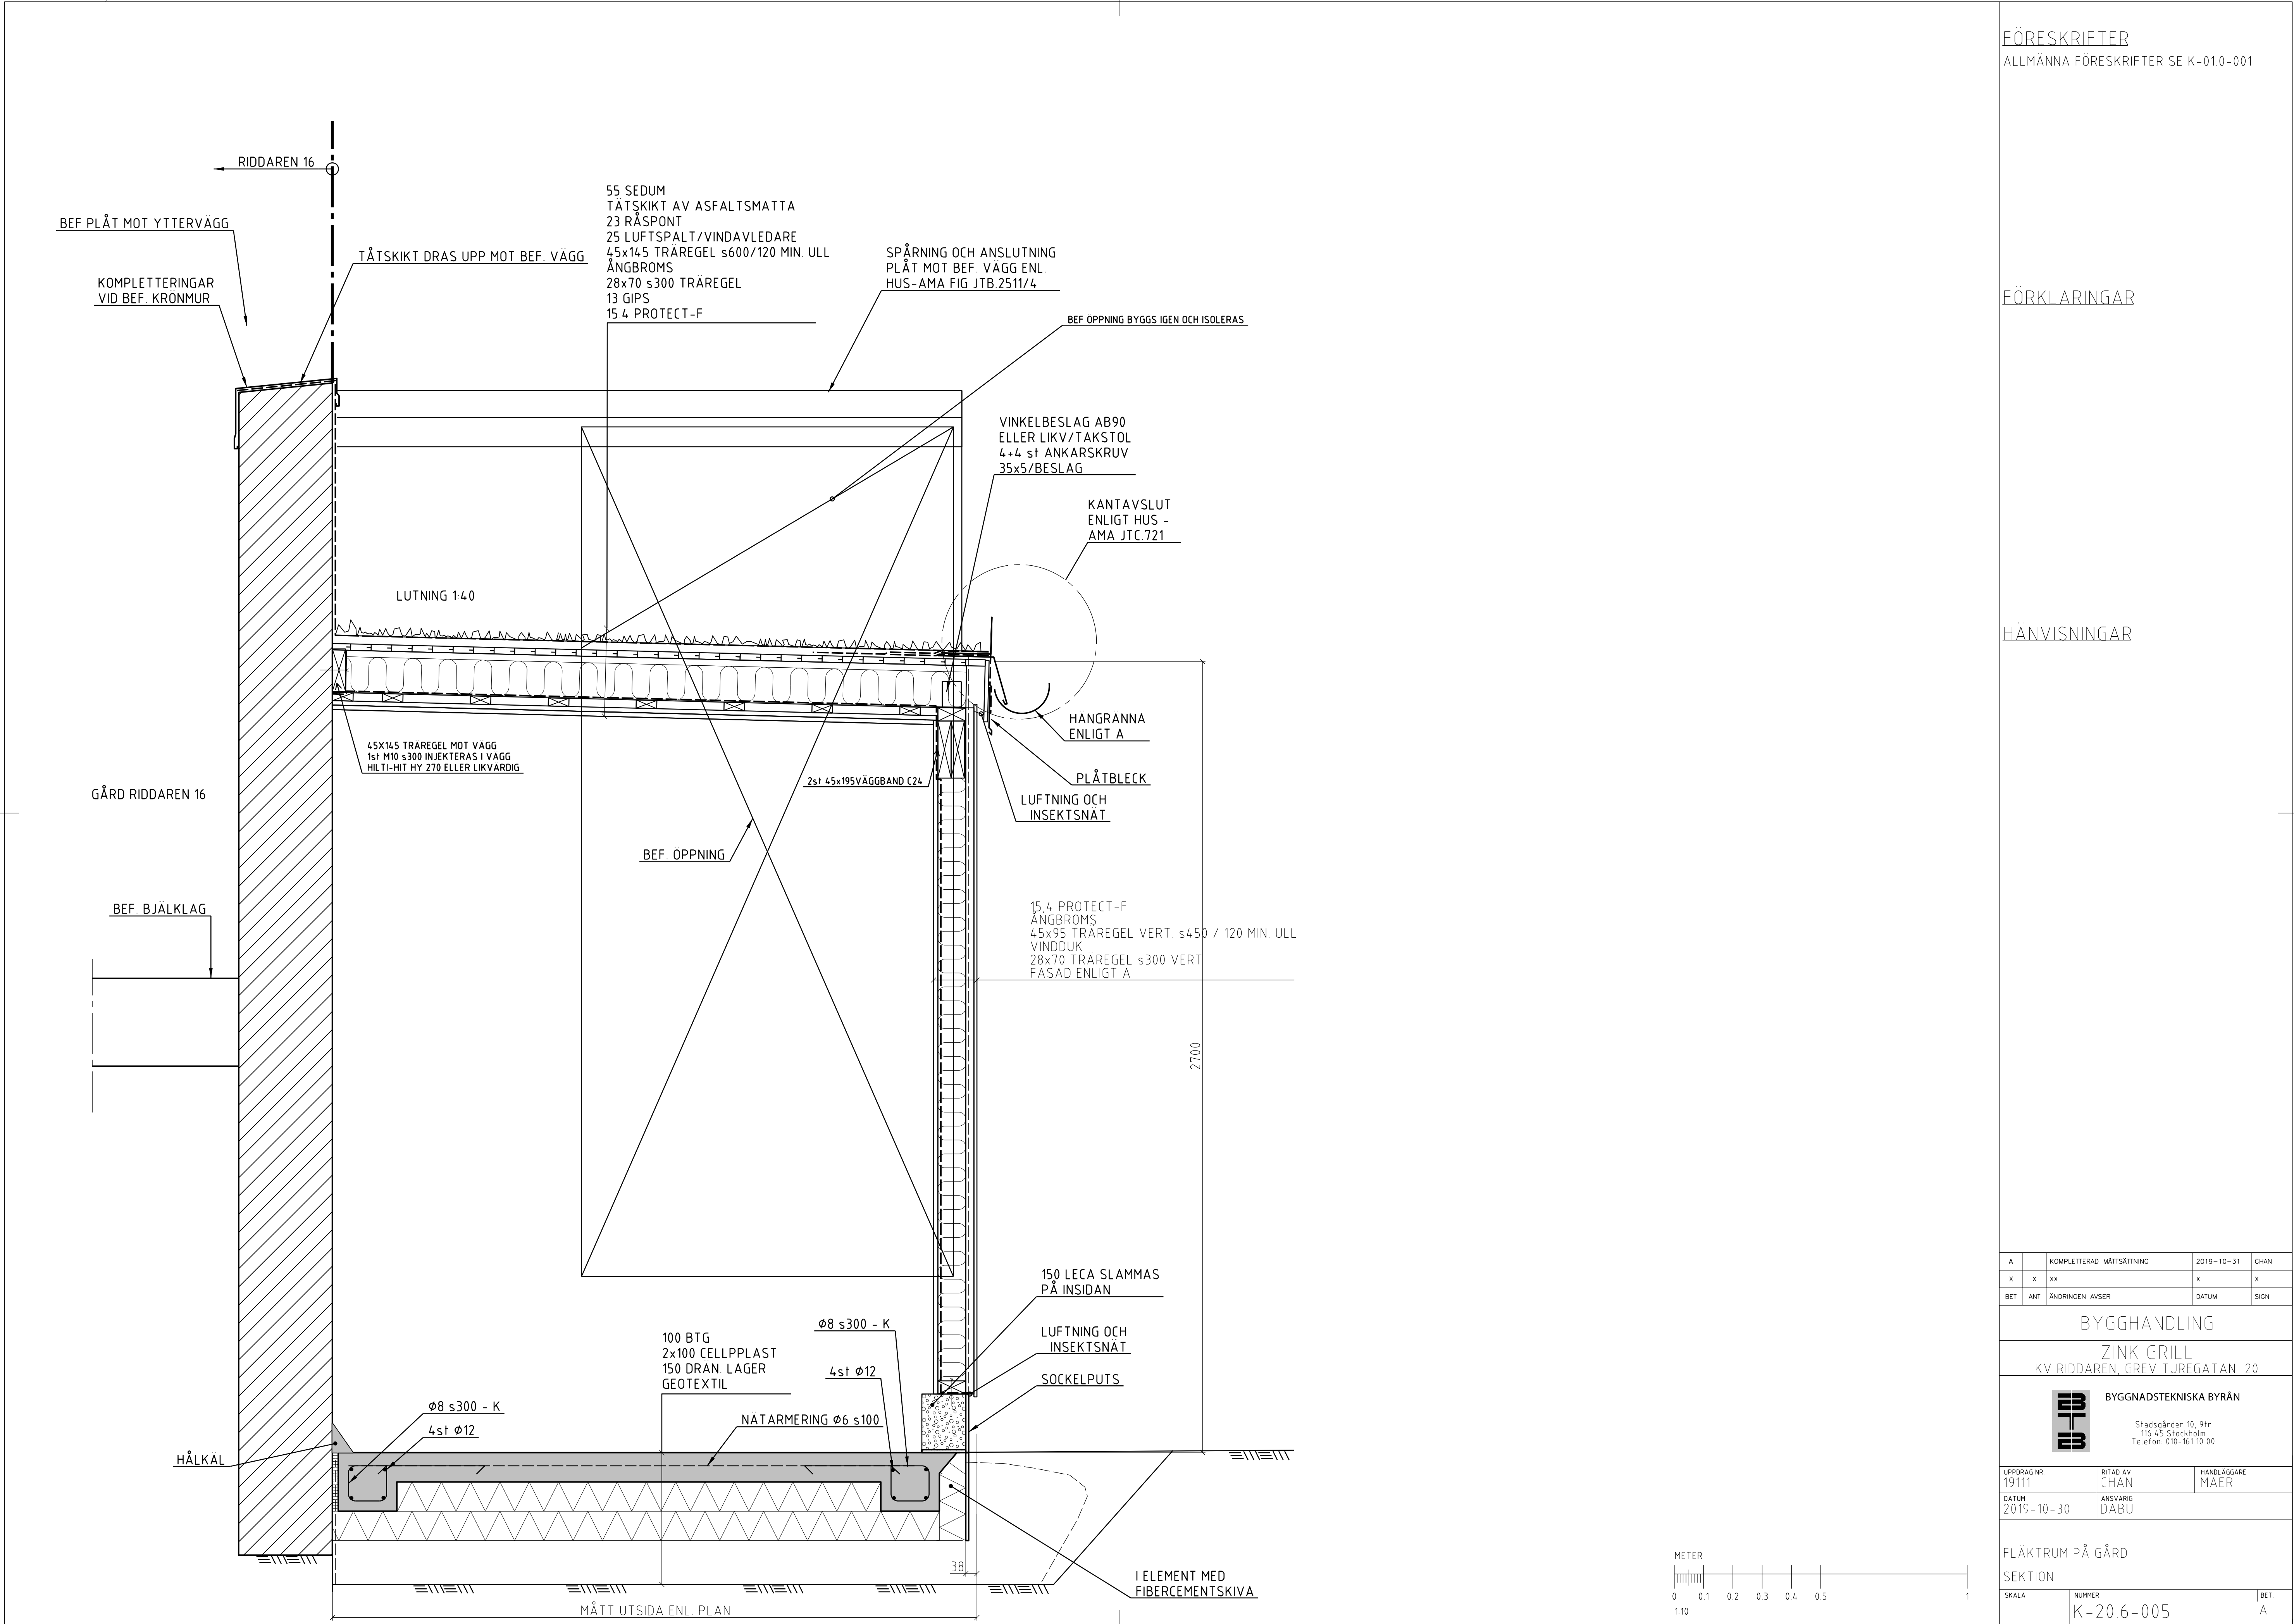 FÖRESKRIFTER
ALLMÄNNA FÖRESKRIFTER SE K-01.0-001
RIDDAREN 16
BEF PLÅT MOT YTTERVÄGG
TÅTSKIKT DRAS UPP MOT BEF. VÄGG
KOMPLETTERINGAR
VID BEF. KRÖNMUR
55 SEDUM
TÄTSKIKT AV ASFALTSMATTA
23 RÅSPONT
25 LUFTSPALT/VINDAVLEDARE
45x145 TRÄREGEL s600/120 MIN. ULL
ÅNGBROMS
28x70 s300 TRÄREGEL
13 GIPS
15.4 PROTECT-F
SPÅRNING OCH ANSLUTNING
PLÅT MOT BEF. VÄGG ENL.
HUS-AMA FIG JTB.2511/4
BEF ÖPPNING BYGGS IGEN OCH ISOLERAS
FÖRKLARINGAR
VINKELBESLAG AB90
ELLER LIKV/TAKSTOL
4+4 st ANKARSKRUV
35x5/BESLAG
KANTAVSLUT
ENLIGT HUS -
AMA JTC.721
LUTNING 1:40
HÄNVISNINGAR
HÄNGRÄNNA
ENLIGT A
45X145 TRÄREGEL MOT VÄGG
1st M10 s300 INJEKTERAS I VÄGG
HILTI-HIT HY 270 ELLER LIKVÄRDIG
2st 45x195VÄGGBAND C24
PLÅTBLECK
LUFTNING OCH
INSEKTSNÄT
GÅRD RIDDAREN 16
BEF. ÖPPNING
BEF. BJÄLKLAG
15,4 PROTECT-F
ÅNGBROMS
45x95 TRÄREGEL VERT. s450 / 120 MIN. ULL
VINDDUK
28x70 TRÄREGEL s300 VERT
FASAD ENLIGT A
2700
150 LECA SLAMMAS
PÅ INSIDAN
LUFTNING OCH
INSEKTSNÄT
SOCKELPUTS
Ø8 s300 - K
4st Ø12
100 BTG
2x100 CELLPPLAST
150 DRÄN. LAGER
GEOTEXTIL
NÄTARMERING Ø6 s100
Ø8 s300 - K
4st Ø12
HÅLKÄL
38
I ELEMENT MED
FIBERCEMENTSKIVA
MÅTT UTSIDA ENL. PLAN
METER
0 0.1 0.2 0.3 0.4 0.5 1
1:10
A KOMPLETTERAD MÅTTSÄTTNING 2019-10-31 CHAN
X X XX X X
BET ANT ÄNDRINGEN AVSER DATUM SIGN
BYGGHANDLING
ZINK GRILL
KV RIDDAREN, GREV TUREGATAN 20
BTB
BYGGNADSTEKNISKA BYRÅN
Stadsgården 10, 9tr
116 45 Stockholm
Telefon: 010-161 10 00
UPPDRAG NR RITAD AV HANDLÄGGARE
19111 CHAN MAER
DATUM ANSVARIG
2019-10-30 DABU
FLÄKTRUM PÅ GÅRD
SEKTION
SKALA NUMMER BET.
K-20.6-005 A